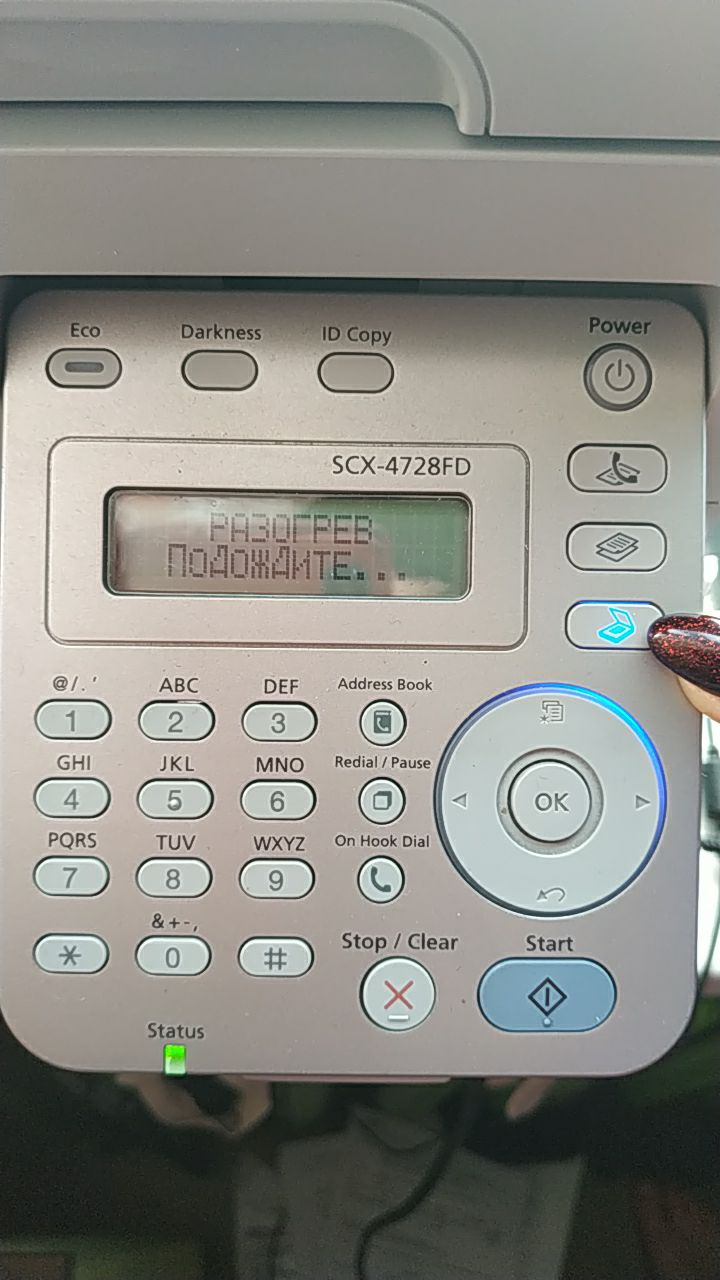 Eco
Darkness
ID Copy
Power
SCX-4728FD
РАЗОГРЕВ
ПОДОЖДИТЕ...
@/.'
ABC
DEF
Address Book
1
2
3
GHI
JKL
MNO
Redial / Pause
4
5
6
OK
PQRS
TUV
WXYZ
On Hook Dial
7
8
9
&+-,
*
0
#
Stop / Clear
Start
Status